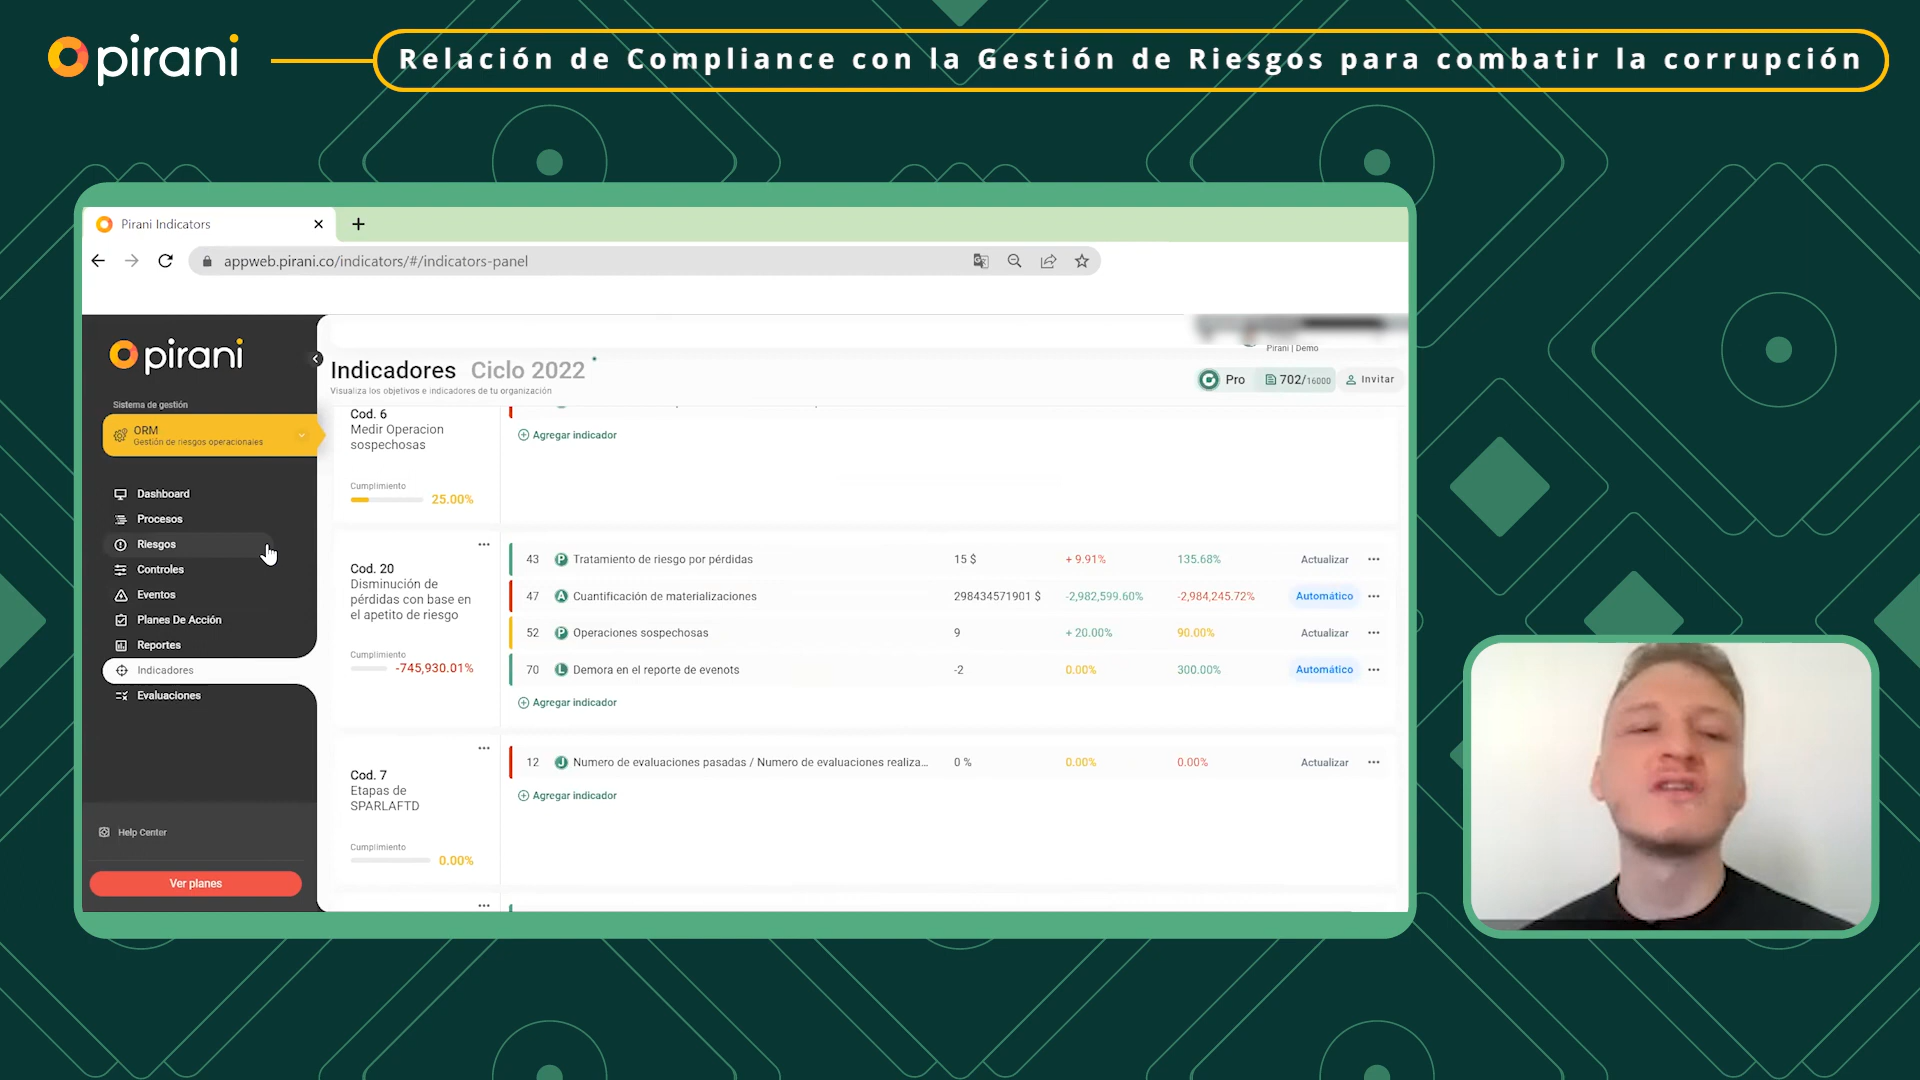 pirani
Relación de Compliance con la Gestión de Riesgos para combatir la corrupción
Pirani Indicators
appweb.pirani.co/indicators/#/indicators-panel
pirani
Sistema de gestión
ORM
Gestión de riesgos operacionales
Dashboard
Procesos
Riesgos
Controles
Eventos
Planes De Acción
Reportes
Indicadores
Evaluaciones
Help Center
Ver planes
Indicadores Ciclo 2022
Visualiza los objetivos e indicadores de tu organización
Pirani | Demo
Pro
702/16000
Invitar
Cod. 6
Medir Operacion
sospechosas
Cumplimiento
25.00%
Agregar indicador
Cod. 20
Disminución de
pérdidas con base en
el apetito de riesgo
Cumplimiento
-745,930.01%
43 P Tratamiento de riesgo por pérdidas 15 $ + 9.91% 135.68% Actualizar
47 A Cuantificación de materializaciones 298434571901 $ -2,982,599.60% -2,984,245.72% Automático
52 P Operaciones sospechosas 9 + 20.00% 90.00% Actualizar
70 L Demora en el reporte de evenots -2 0.00% 300.00% Automático
Agregar indicador
Cod. 7
Etapas de
SPARLAFTD
Cumplimiento
0.00%
12 J Numero de evaluaciones pasadas / Numero de evaluaciones realiza... 0 % 0.00% 0.00% Actualizar
Agregar indicador